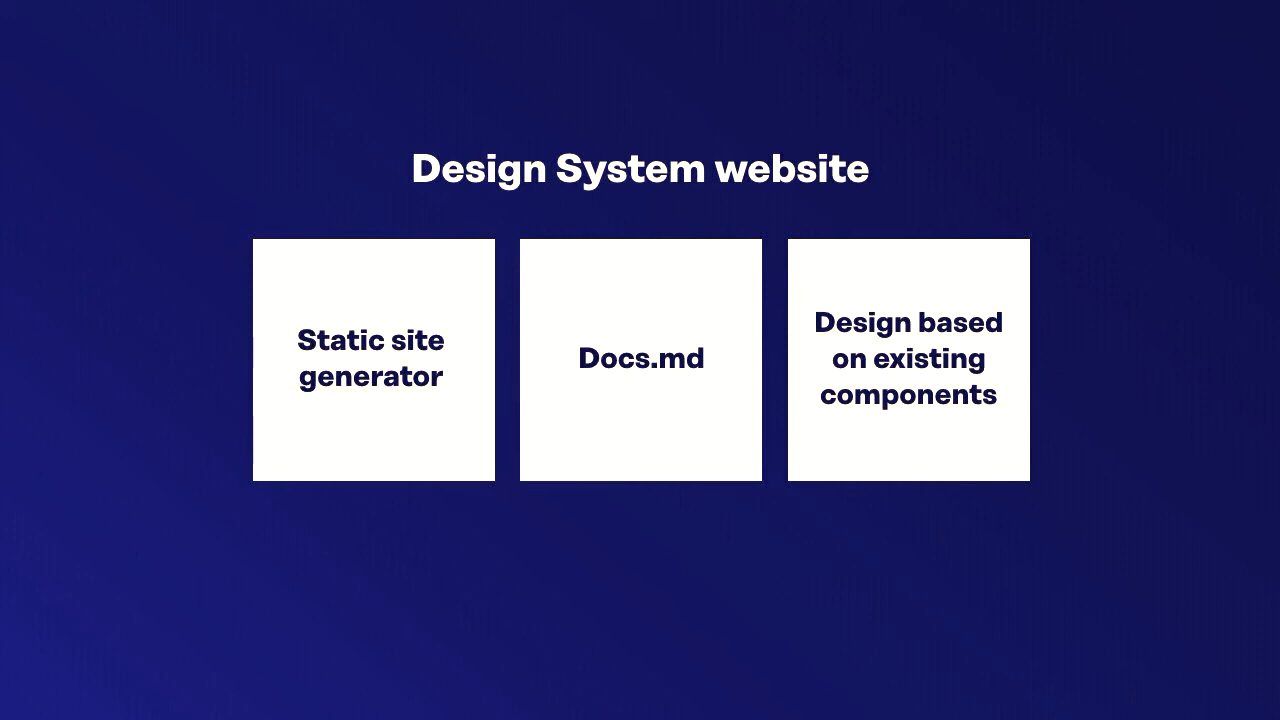 Design System website
Static site
generator
Docs.md
Design based
on existing
components